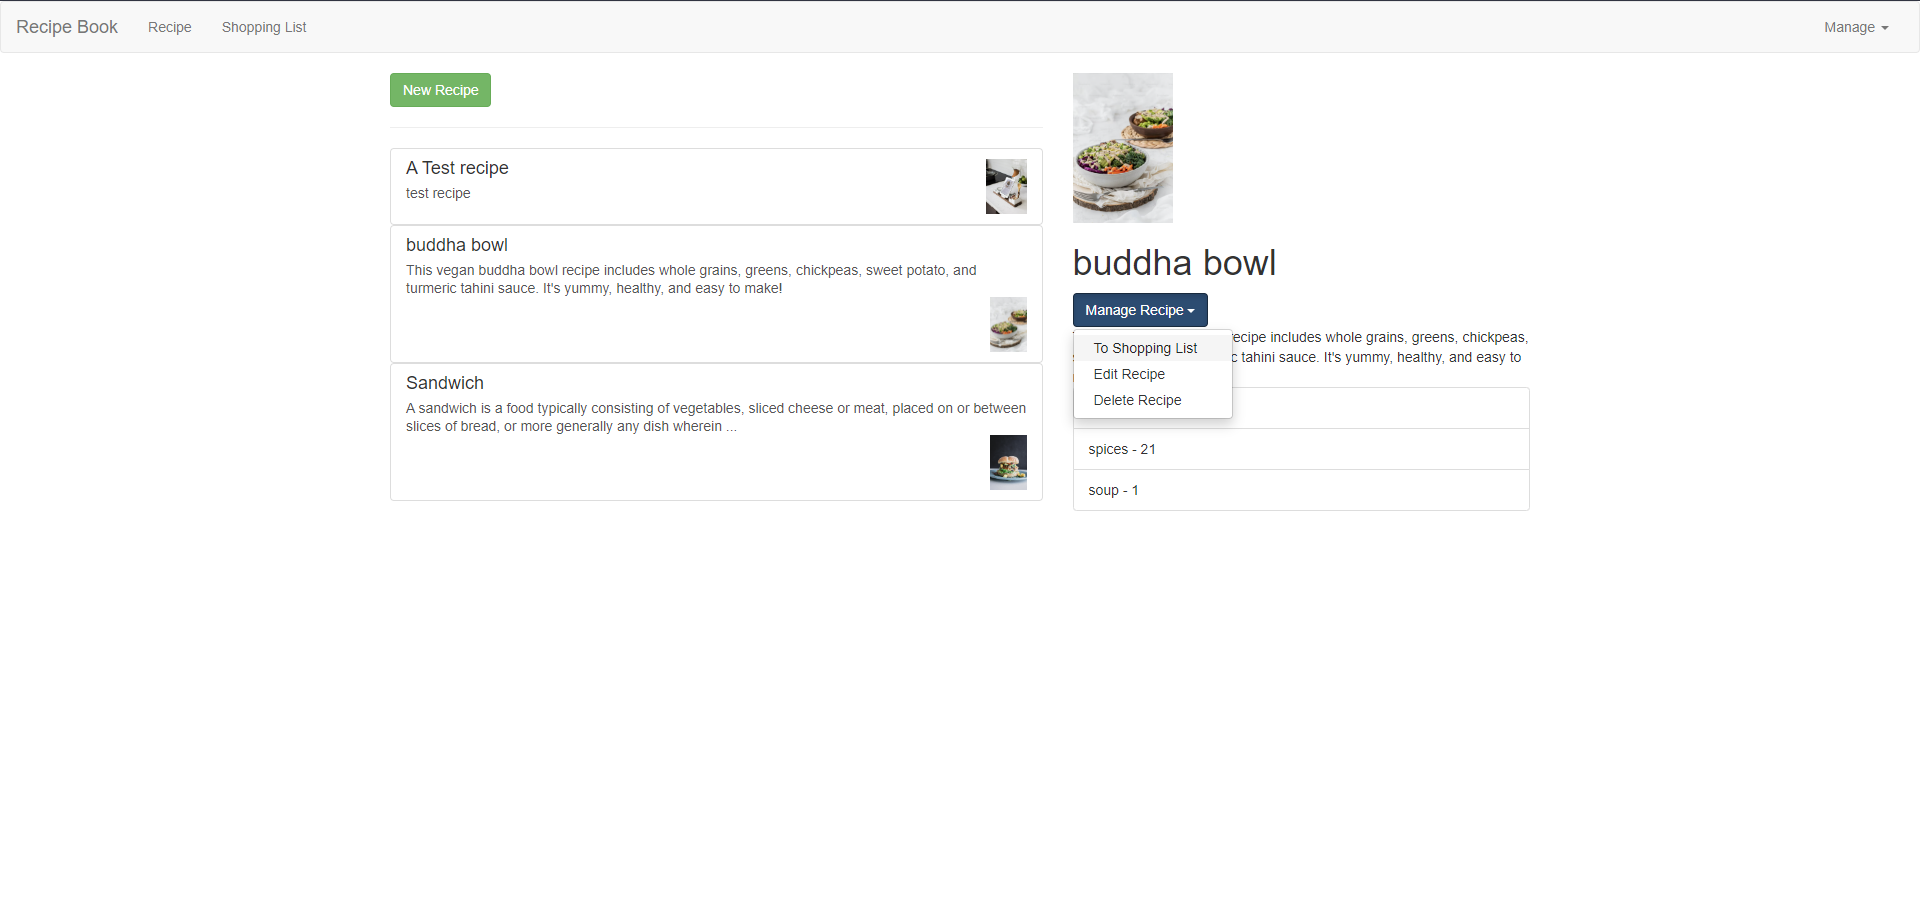 Recipe Book Recipe Shopping List Manage
New Recipe
A Test recipe
test recipe
buddha bowl
This vegan buddha bowl recipe includes whole grains, greens, chickpeas, sweet potato, and
turmeric tahini sauce. It's yummy, healthy, and easy to make!
Sandwich
A sandwich is a food typically consisting of vegetables, sliced cheese or meat, placed on or between
slices of bread, or more generally any dish wherein ...
buddha bowl
Manage Recipe
recipe includes whole grains, greens, chickpeas,
To Shopping List
tahini sauce. It's yummy, healthy, and easy to
Edit Recipe
Delete Recipe
spices - 21
soup - 1